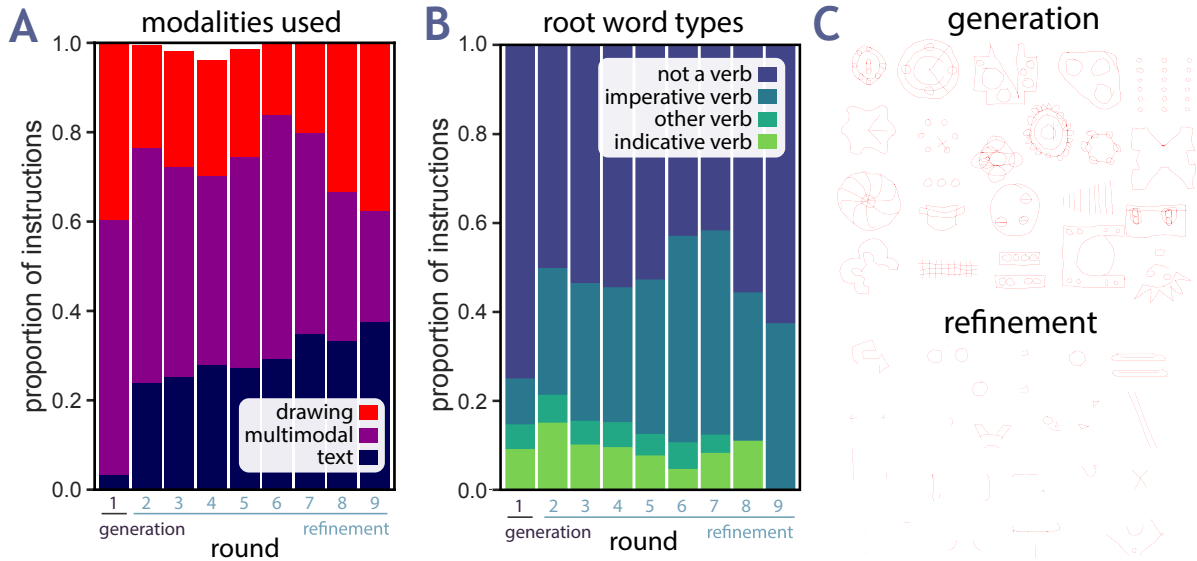 A
modalities used
proportion of instructions
1.0
0.8
0.6
0.4
0.2
0.0
drawing
multimodal
text
1 2 3 4 5 6 7 8 9
generation refinement
round
B
root word types
proportion of instructions
1.0
0.8
0.6
0.4
0.2
0.0
not a verb
imperative verb
other verb
indicative verb
1 2 3 4 5 6 7 8 9
generation refinement
round
C
generation
refinement